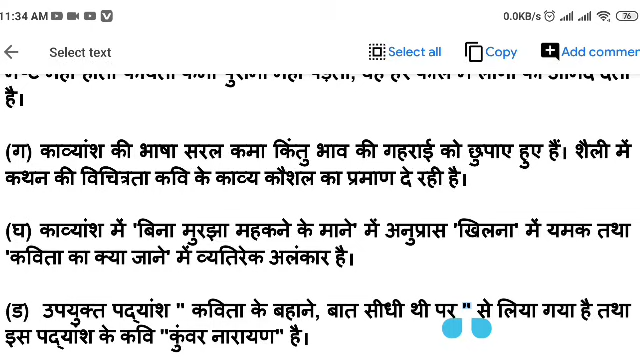 11:34 AM 0.0KB/s 76
Select text Select all Copy Add commen
है।
(ग) काव्यांश की भाषा सरल कमा किंतु भाव की गहराई को छुपाए हुए हैं। शैली में
कथन की विचित्रता कवि के काव्य कौशल का प्रमाण दे रही है।
(घ) काव्यांश में 'बिना मुरझा महकने के माने' में अनुप्रास 'खिलना' में यमक तथा
'कविता का क्या जाने' में व्यतिरेक अलंकार है।
(ड) उपयुक्त पद्यांश " कविता के बहाने, बात सीधी थी पर " से लिया गया है तथा
इस पद्यांश के कवि "कुंवर नारायण" है।